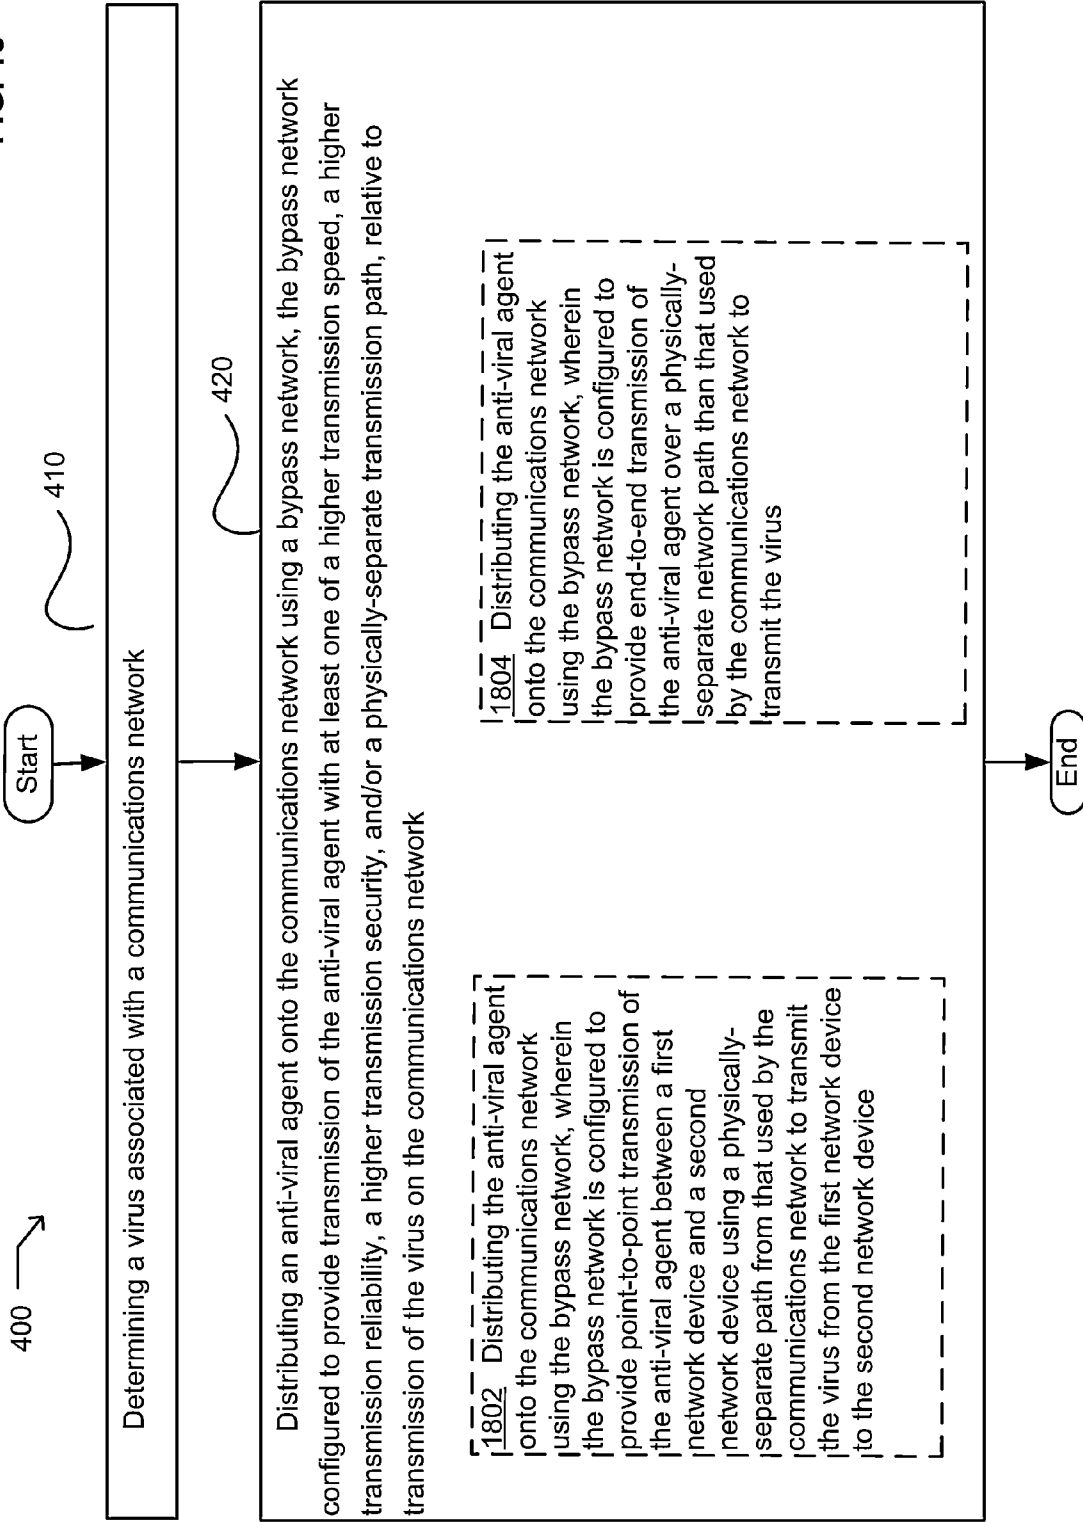 400
Start
410
Determining a virus associated with a communications network
420
Distributing an anti-viral agent onto the communications network using a bypass network, the bypass network
configured to provide transmission of the anti-viral agent with at least one of a higher transmission speed, a higher
transmission reliability, a higher transmission security, and/or a physically-separate transmission path, relative to
transmission of the virus on the communications network
1802 Distributing the anti-viral agent
onto the communications network
using the bypass network, wherein
the bypass network is configured to
provide point-to-point transmission of
the anti-viral agent between a first
network device and a second
network device using a physically-
separate path from that used by the
communications network to transmit
the virus from the first network device
to the second network device
1804 Distributing the anti-viral agent
onto the communications network
using the bypass network, wherein
the bypass network is configured to
provide end-to-end transmission of
the anti-viral agent over a physically-
separate network path than that used
by the communications network to
transmit the virus
End